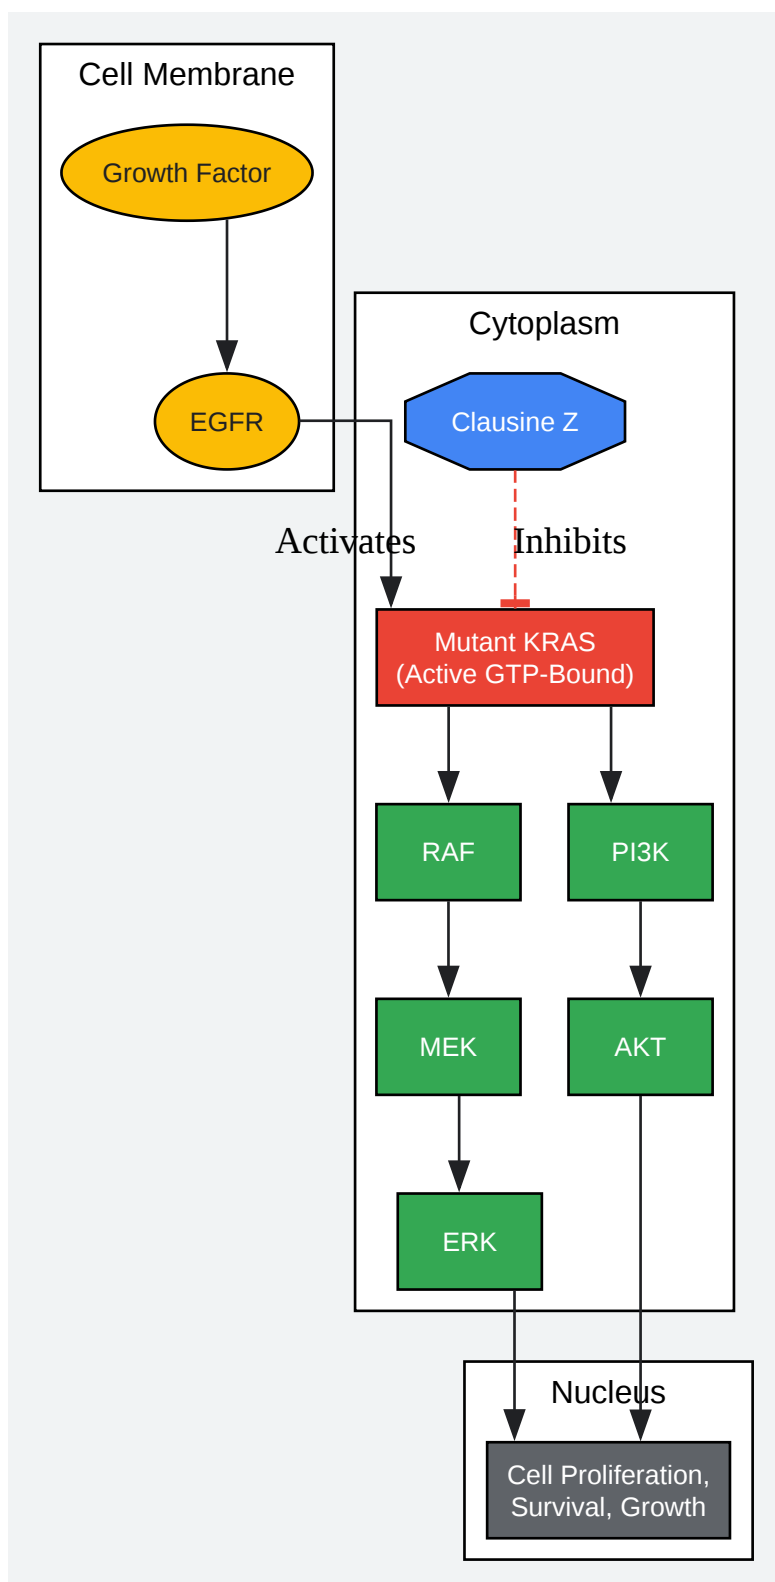 Cell Membrane
Growth Factor
EGFR
Cytoplasm
Clausine Z
Activates
Inhibits
Mutant KRAS
(Active GTP-Bound)
RAF
PI3K
MEK
AKT
ERK
Nucleus
Cell Proliferation,
Survival, Growth